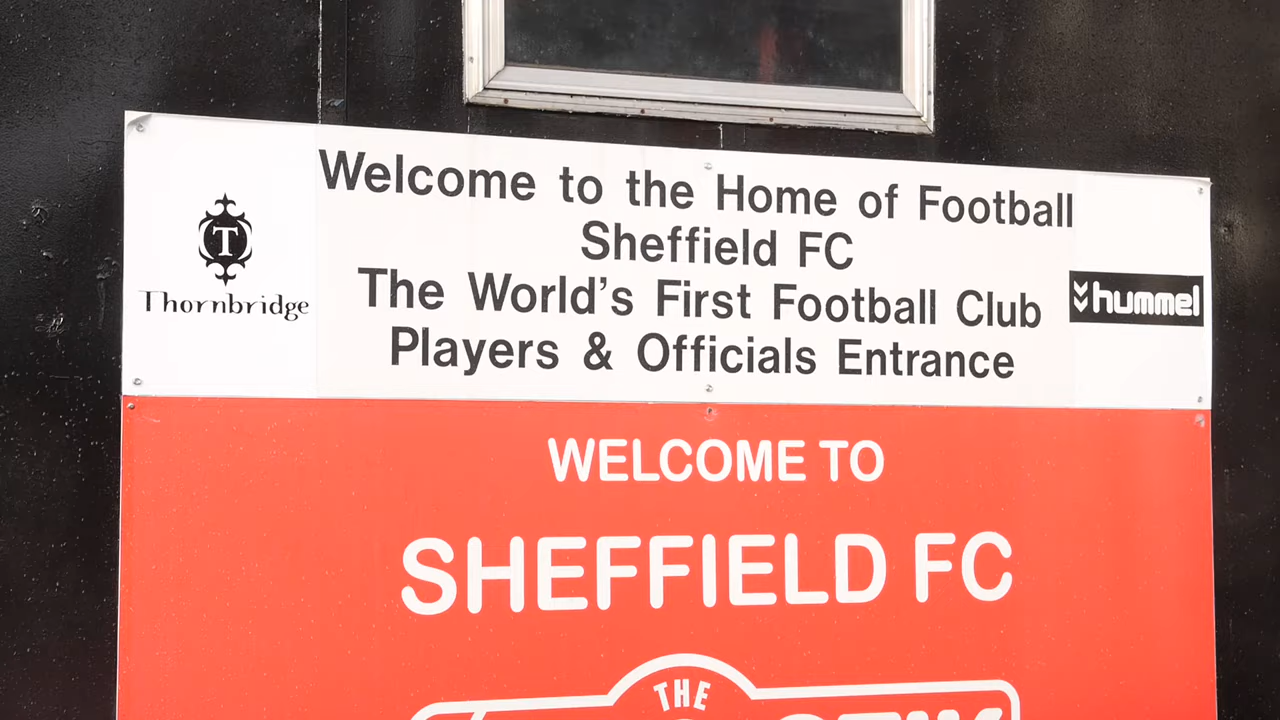 Welcome to the Home of Football
Sheffield FC
The World's First Football Club
Players & Officials Entrance
T
Thornbridge
hummel
WELCOME TO
SHEFFIELD FC
THE